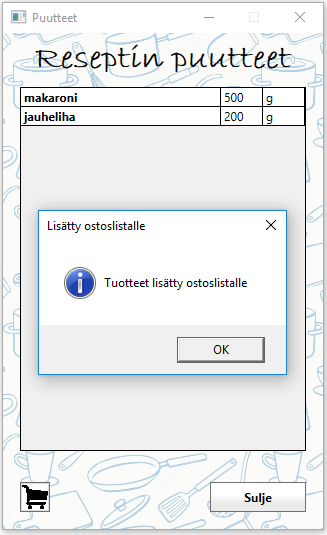 Puutteet
Reseptin puutteet
makaroni 500 g
jauheliha 200 g
Lisätty ostoslistalle
Tuotteet lisätty ostoslistalle
OK
Sulje